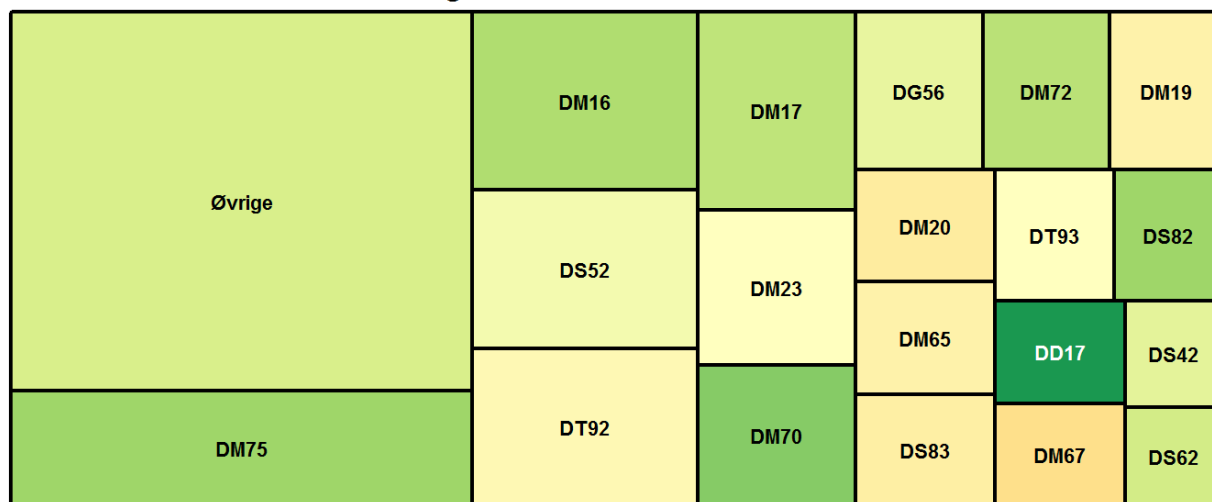 Øvrige
DM75
DM16
DS52
DT92
DM17
DM23
DM70
DG56
DM72
DM19
DM20
DM65
DS83
DT93
DS82
DD17
DM67
DS42
DS62